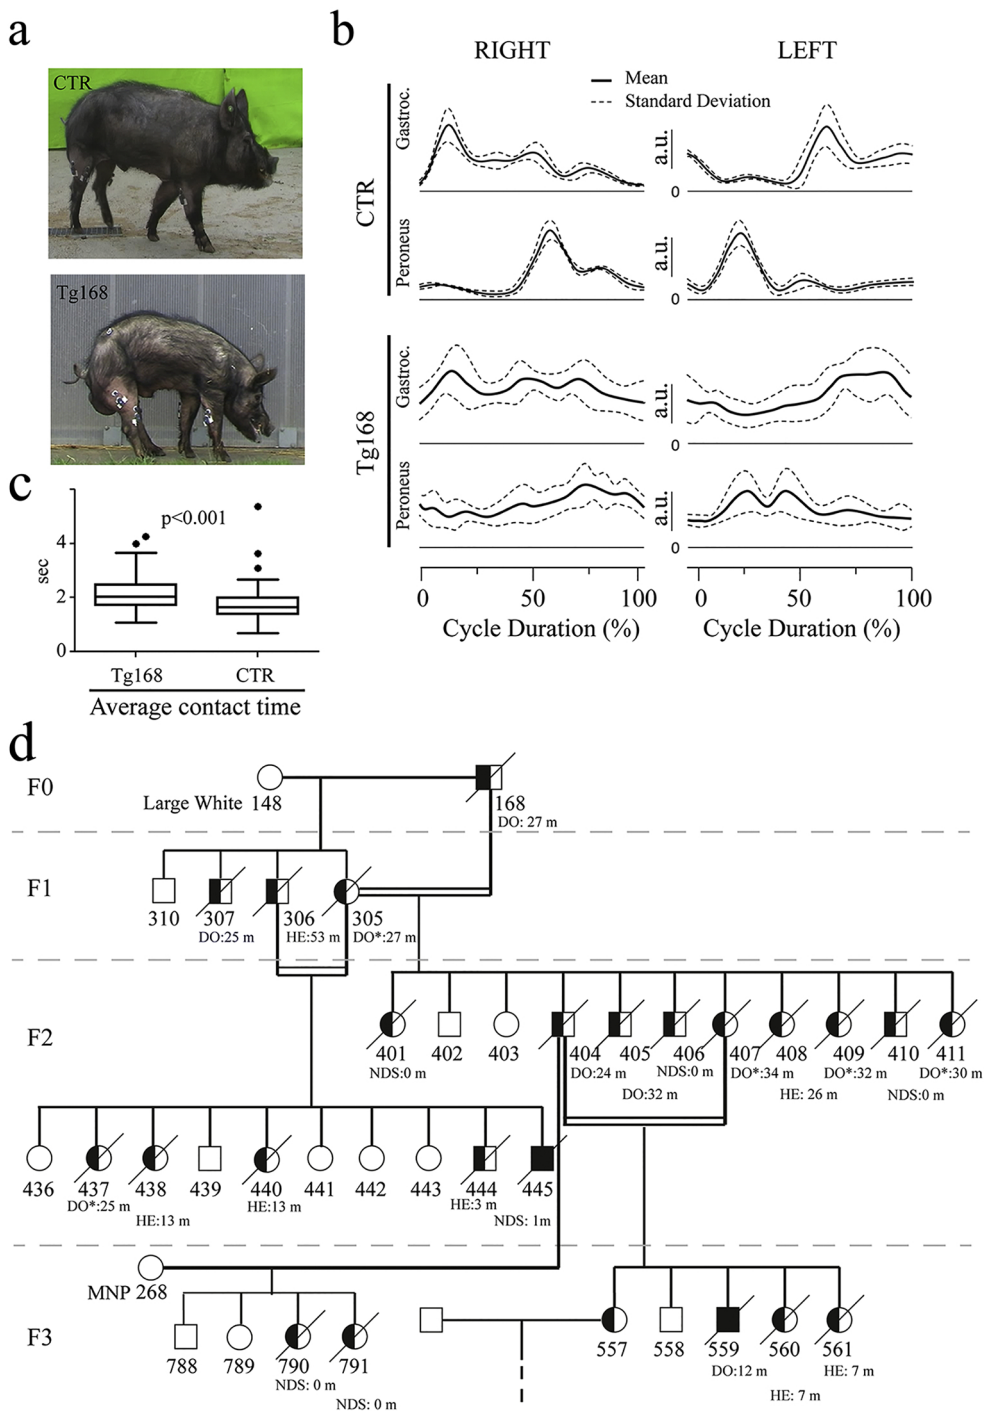 a
CTR
Tg168
b
RIGHT
LEFT
Mean
Standard Deviation
CTR
Gastroc.
a.u.
0
Peroneus
a.u.
0
Tg168
Gastroc.
a.u.
0
Peroneus
a.u.
0
0
50
100
0
50
100
Cycle Duration (%)
Cycle Duration (%)
c
sec
4
2
0
p<0.001
Tg168
CTR
Average contact time
d
F0
Large White 148
168
DO: 27 m
F1
310
307
306
305
DO:25 m
HE:53 m
DO*:27 m
F2
401
402
403
404
405
406
407
408
409
410
411
NDS:0 m
DO:24 m
NDS:0 m
DO*:34 m
DO*:32 m
DO*:30 m
DO:32 m
HE: 26 m
NDS:0 m
436
437
438
439
440
441
442
443
444
445
DO*:25 m
HE:13 m
HE:13 m
HE:3 m
NDS: 1m
MNP 268
F3
788
789
790
791
NDS: 0 m
NDS: 0 m
557
558
559
560
561
DO:12 m
HE: 7 m
HE: 7 m